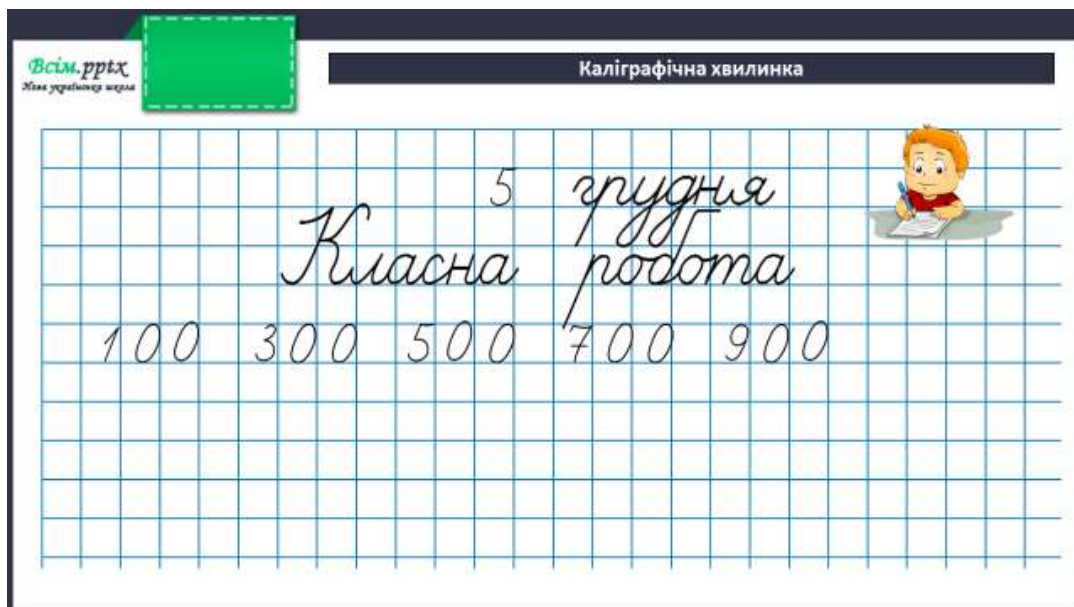 Всім.pptx
Нова українська школа
Каліграфічна хвилинка
5 грудня
Класна робота
100 300 500 700 900